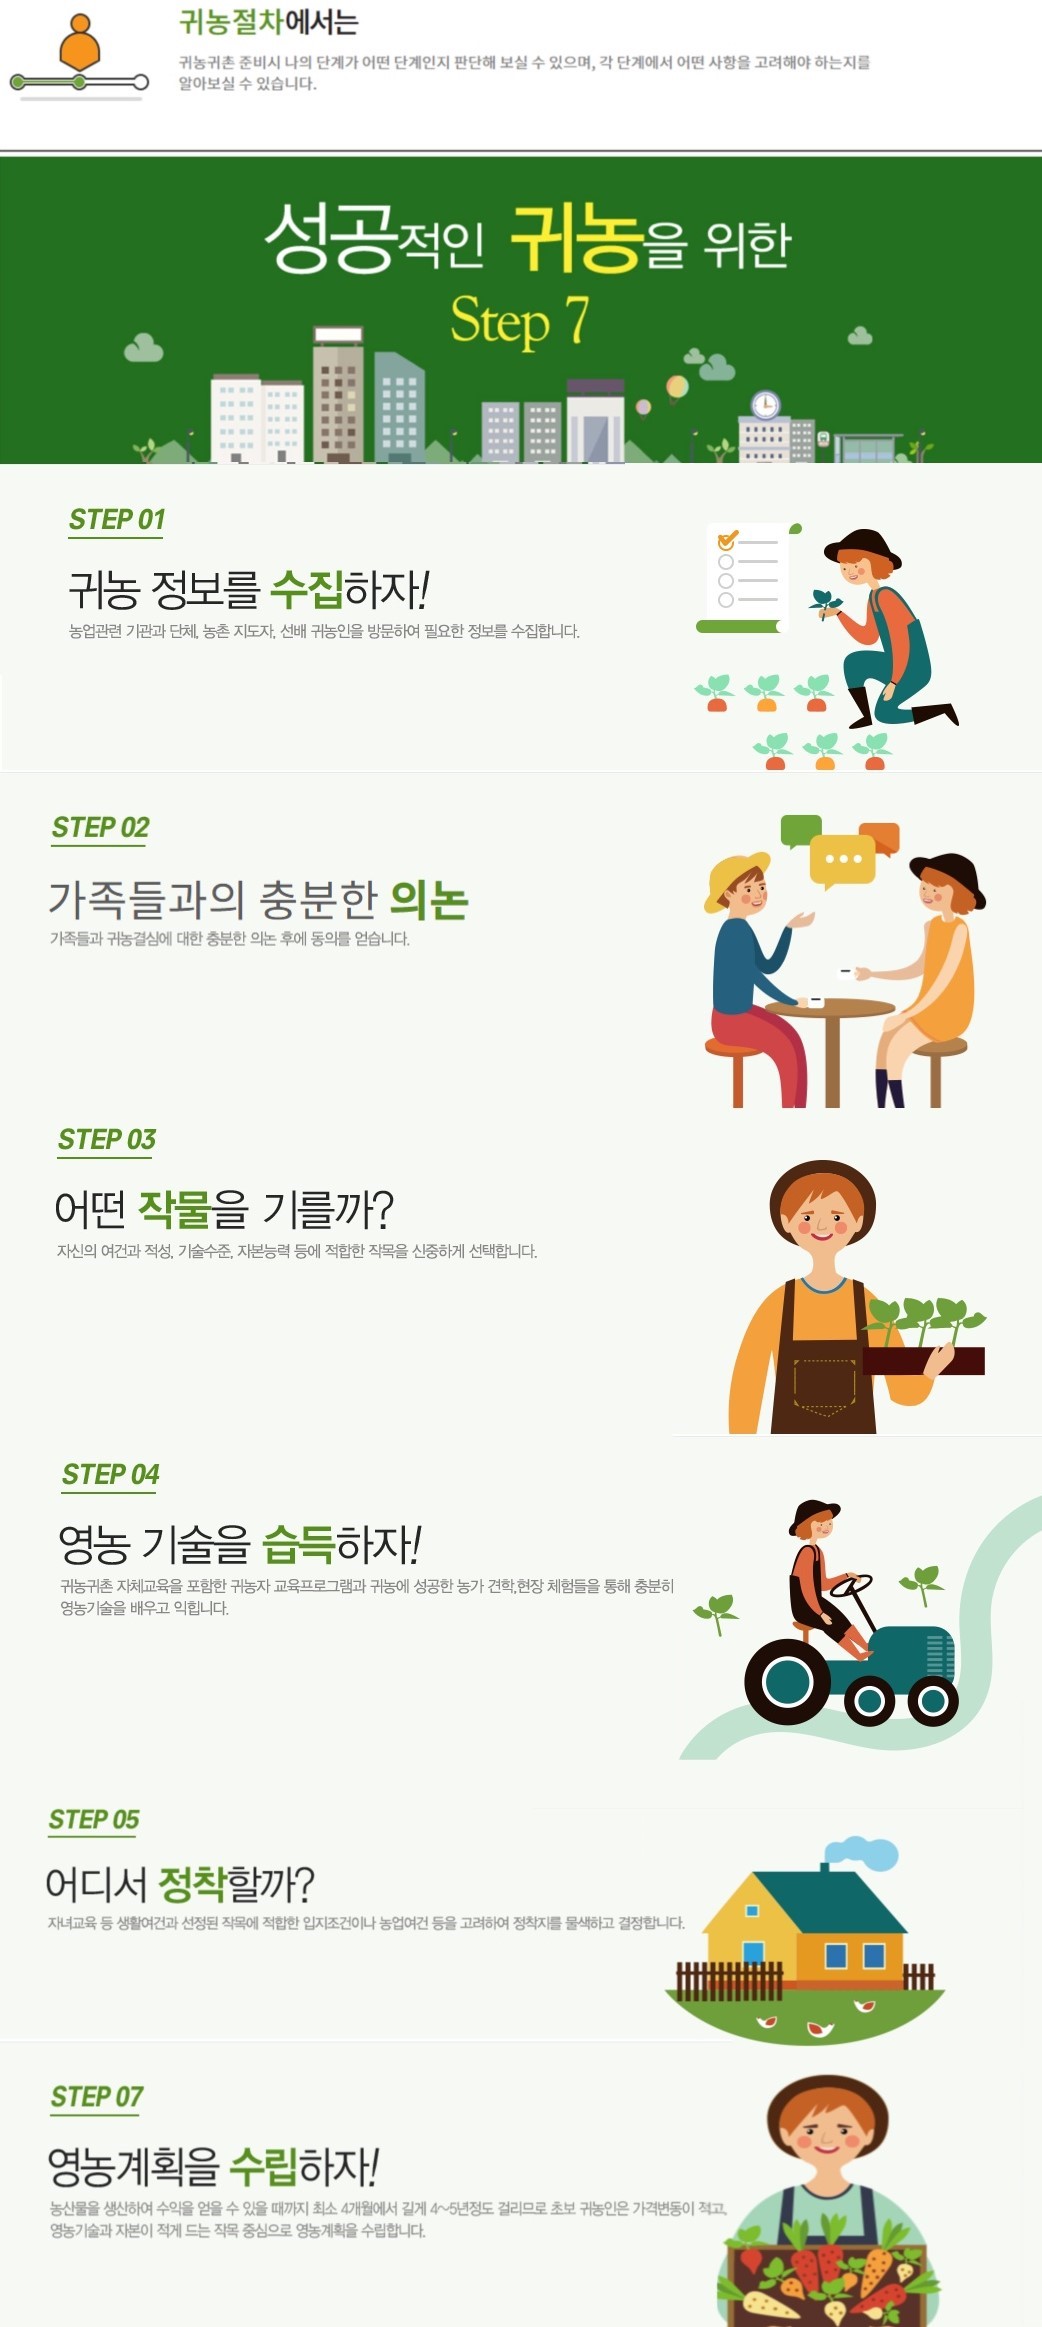 귀농절차에서는
귀농귀촌 준비시 나의 단계가 어떤 단계인지 판단해 보실 수 있으며, 각 단계에서 어떤 사항을 고려해야 하는지를
알아보실 수 있습니다.
성공적인 귀농을 위한
Step 7
STEP 01
귀농 정보를 수집하자!
농업관련 기관과 단체, 농촌 지도자, 선배 귀농인을 방문하여 필요한 정보를 수집합니다.
STEP 02
가족들과의 충분한 의논
가족들과 귀농결심에 대한 충분한 의논 후에 동의를 얻습니다.
STEP 03
어떤 작물을 기를까?
자신의 여건과 적성, 기술수준, 자본능력 등에 적합한 작목을 신중하게 선택합니다.
STEP 04
영농 기술을 습득하자!
귀농귀촌 자체교육을 포함한 귀농자 교육프로그램과 귀농에 성공한 농가 견학,현장 체험들을 통해 충분히
영농기술을 배우고 익힙니다.
STEP 05
어디서 정착할까?
자녀교육 등 생활여건과 선정된 작목에 적합한 입지조건이나 농업여건 등을 고려하여 정착지를 물색하고 결정합니다.
STEP 07
영농계획을 수립하자!
농산물을 생산하여 수익을 얻을 수 있을 때까지 최소 4개월에서 길게 4~5년정도 걸리므로 초보 귀농인은 가격변동이 적고,
영농기술과 자본이 적게 드는 작목 중심으로 영농계획을 수립합니다.